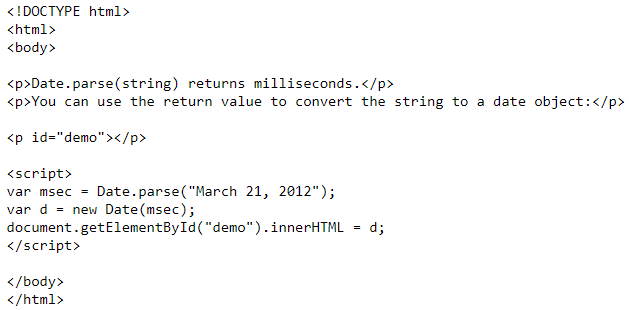 <!DOCTYPE html>
<html>
<body>
<p>Date.parse(string) returns milliseconds.</p>
<p>You can use the return value to convert the string to a date object:</p>
<p id="demo"></p>
<script>
var msec = Date.parse("March 21, 2012");
var d = new Date(msec);
document.getElementById("demo").innerHTML = d;
</script>
</body>
</html>